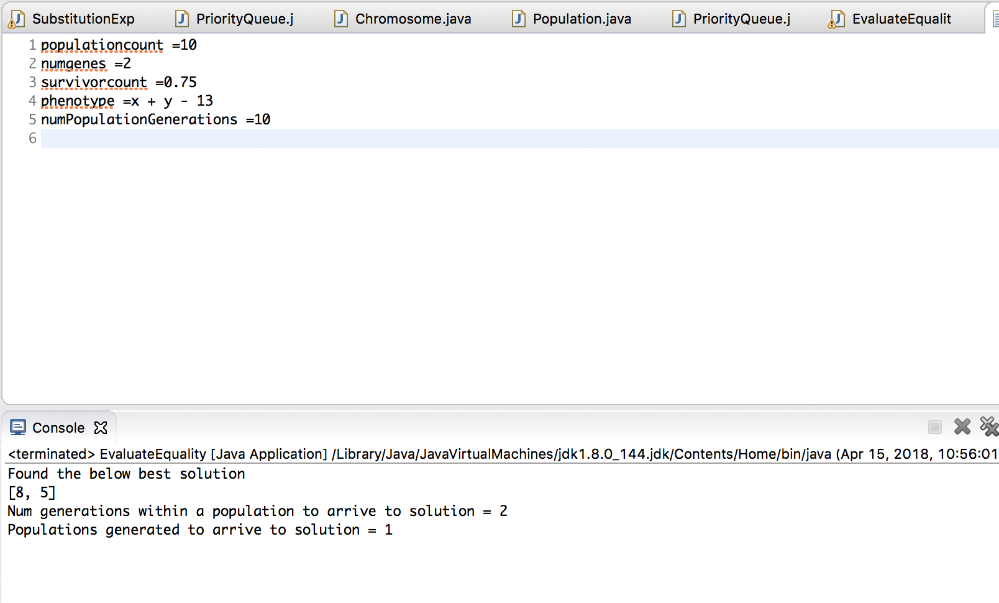 SubstitutionExp PriorityQueue.j Chromosome.java Population.java PriorityQueue.j EvaluateEqualit
1 populationcount =10
2 numgenes =2
3 survivorcount =0.75
4 phenotype =x + y - 13
5 numPopulationGenerations =10
6
Console
<terminated> EvaluateEquality [Java Application] /Library/Java/JavaVirtualMachines/jdk1.8.0_144.jdk/Contents/Home/bin/java (Apr 15, 2018, 10:56:01
Found the below best solution
[8, 5]
Num generations within a population to arrive to solution = 2
Populations generated to arrive to solution = 1